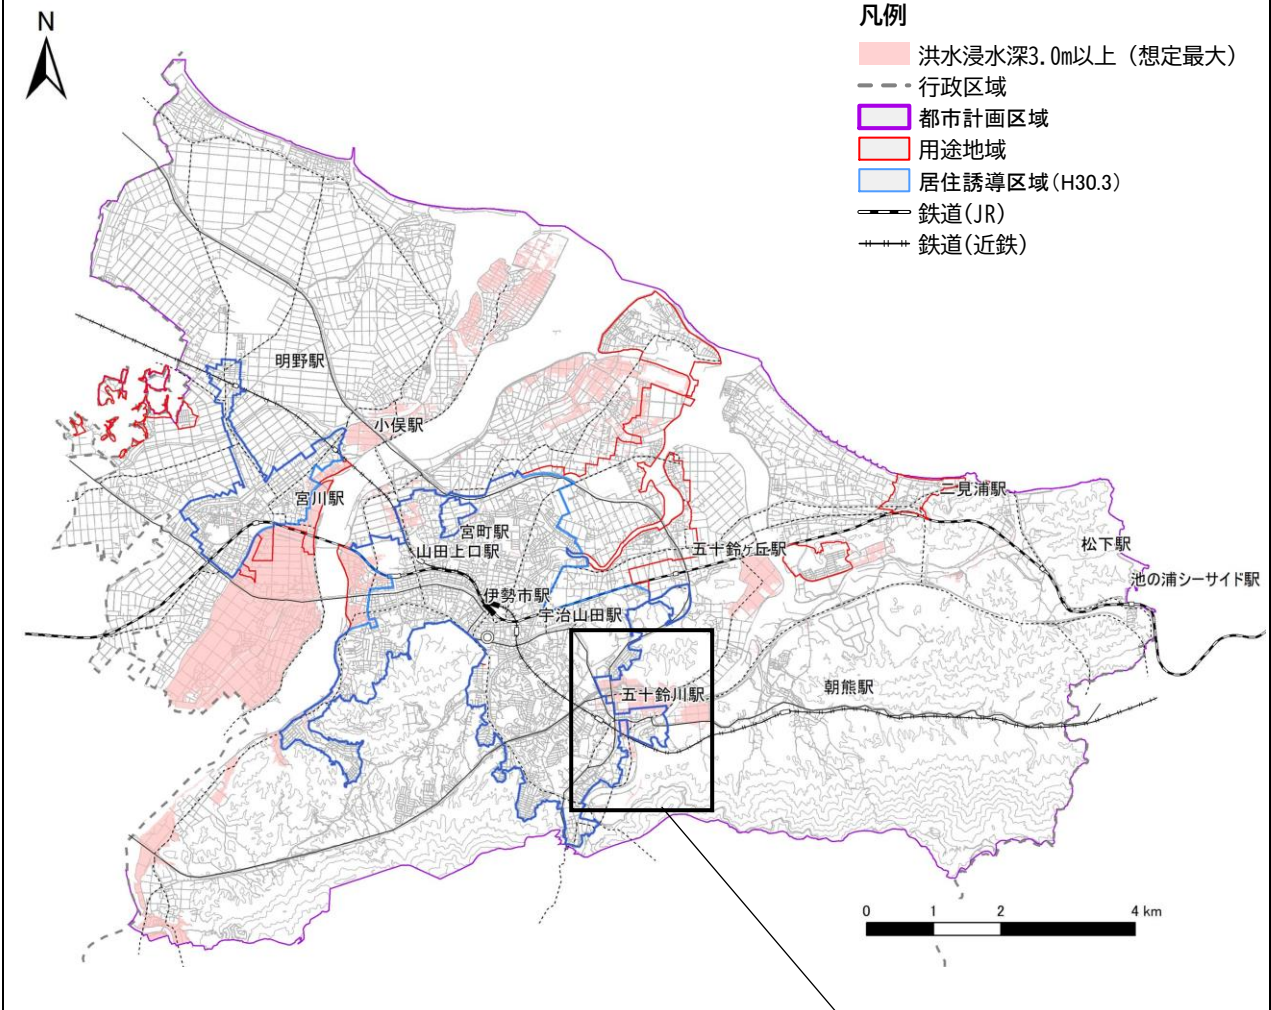 N
凡例
洪水浸水深3.0m以上（想定最大）
行政区域
都市計画区域
用途地域
居住誘導区域（H30.3）
鉄道(JR)
鉄道(近鉄)
明野駅
小俣駅
宮川駅
宮町駅
山田上口駅
二見浦駅
五十鈴ヶ丘駅
松下駅
池の浦シーサイド駅
伊勢市駅
宇治山田駅
五十鈴川駅
朝熊駅
0 1 2 4 km